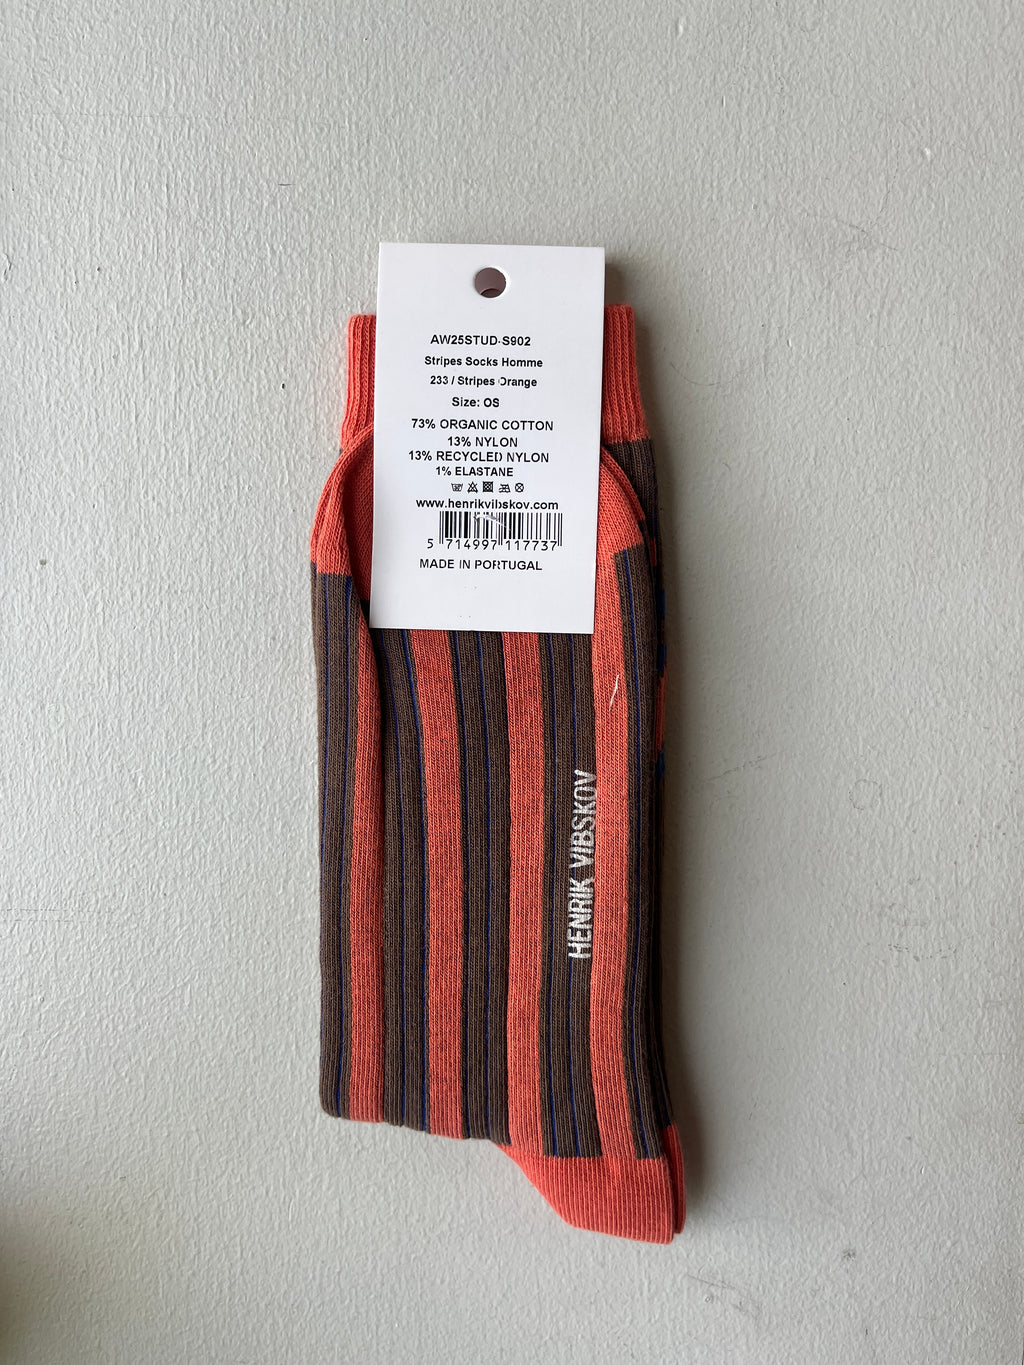 AW25STUD-S902
Stripes Socks Homme
233 / Stripes Orange
Size: OS
73% ORGANIC COTTON
13% NYLON
13% RECYCLED NYLON
1% ELASTANE
www.henrikvibskov.com
5 714997 117737
MADE IN PORTUGAL
HENRIK VIBSKOV